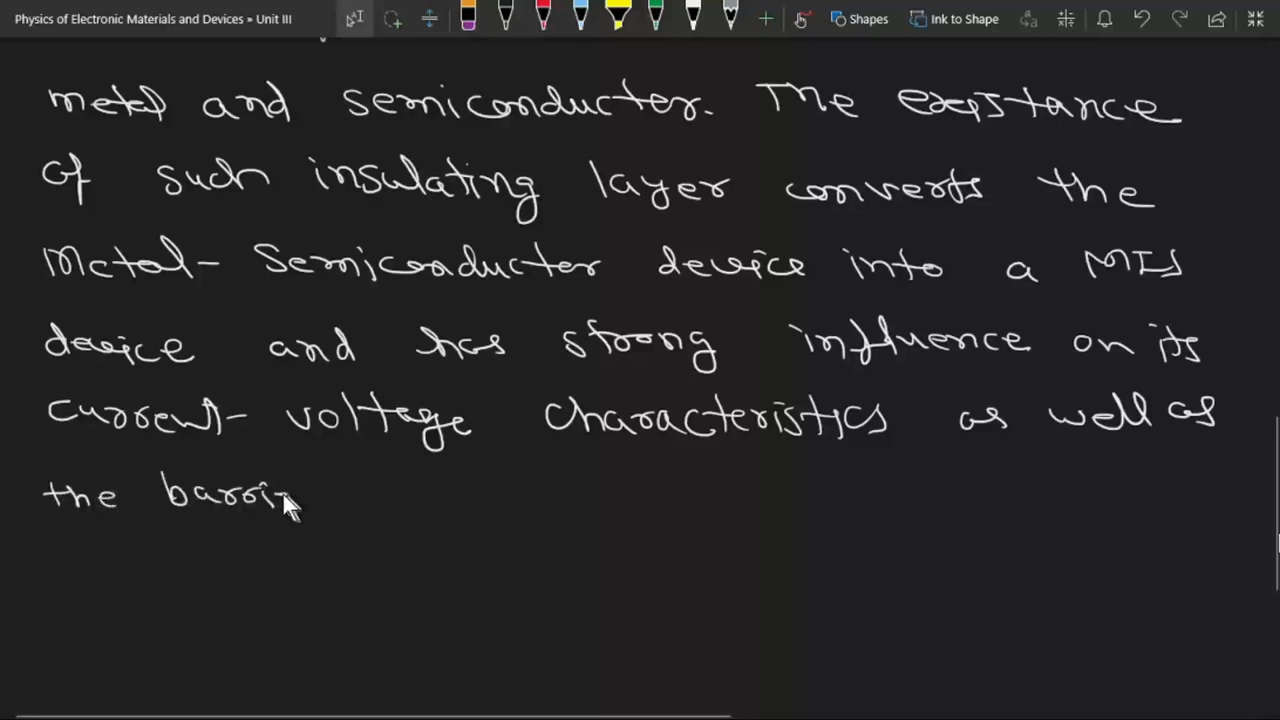 Physics of Electronic Materials and Devices » Unit III
Shapes
Ink to Shape
metal and semiconductor. The existance
of such insulating layer converts the
Metal- Semiconductor device into a MIS
device and has strong influence on its
current- voltage characteristics as well as
the barri